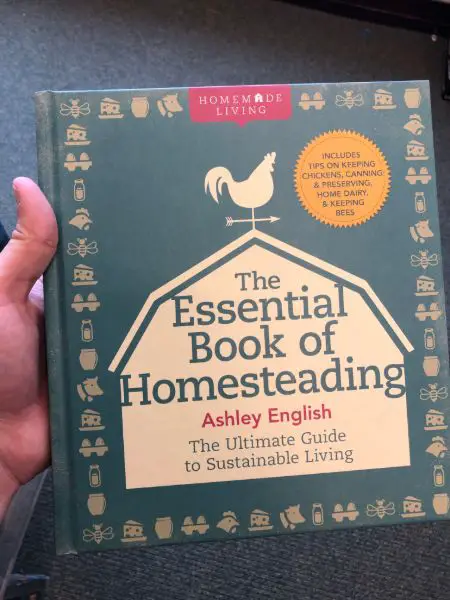 HOMEMADE
LIVING
INCLUDES
TIPS ON KEEPING
CHICKENS, CANNING
& PRESERVING,
HOME DAIRY,
& KEEPING
BEES
The
Essential
Book of
Homesteading
Ashley English
The Ultimate Guide
to Sustainable Living